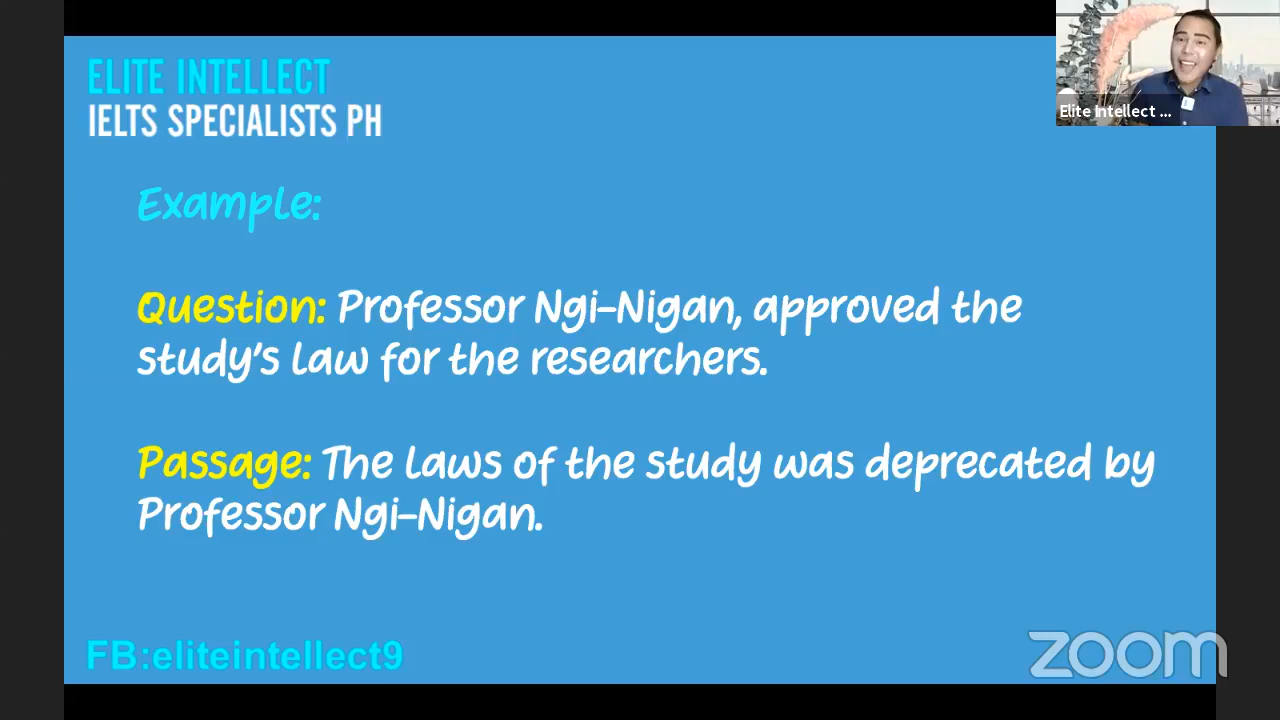 ELITE INTELLECT
IELTS SPECIALISTS PH
Elite Intellect ...
Example:
Question: Professor Ngi-Nigan, approved the
study's law for the researchers.
Passage: The laws of the study was deprecated by
Professor Ngi-Nigan.
FB:eliteintellect9
zoom